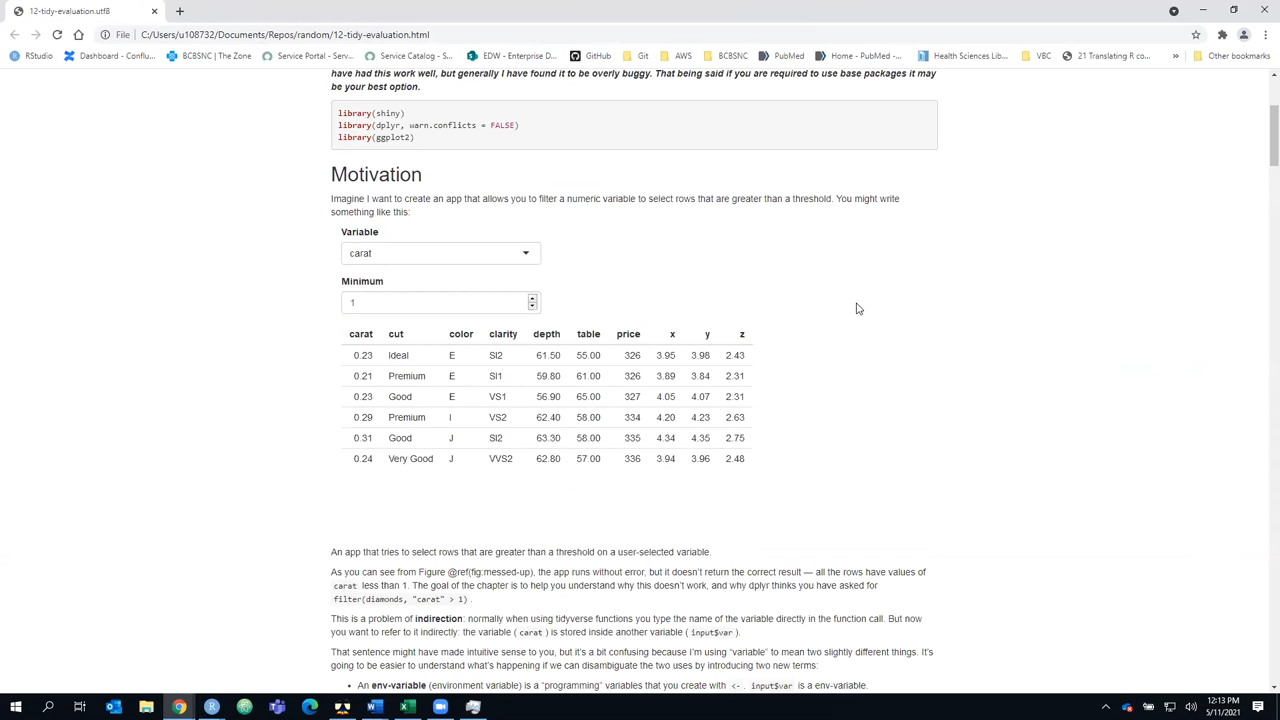 12-tidy-evaluation.utf8
File C:/Users/u108732/Documents/Repos/random/12-tidy-evaluation.html
RStudio Dashboard - Conflu... BCBSNC | The Zone Service Portal - Serv... Service Catalog - S... EDW - Enterprise D... GitHub Git AWS BCBSNC PubMed Home - PubMed -... Health Sciences Lib... VBC 21 Translating R co... » Other bookmarks
have had this work well, but generally I have found it to be overly buggy. That being said if you are required to use base packages it may
be your best option.
library(shiny)
library(dplyr, warn.conflicts = FALSE)
library(ggplot2)
Motivation
Imagine I want to create an app that allows you to filter a numeric variable to select rows that are greater than a threshold. You might write
something like this:
Variable
carat
Minimum
1
carat cut color clarity depth table price x y z
0.23 Ideal E SI2 61.50 55.00 326 3.95 3.98 2.43
0.21 Premium E SI1 59.80 61.00 326 3.89 3.84 2.31
0.23 Good E VS1 56.90 65.00 327 4.05 4.07 2.31
0.29 Premium I VS2 62.40 58.00 334 4.20 4.23 2.63
0.31 Good J SI2 63.30 58.00 335 4.34 4.35 2.75
0.24 Very Good J VVS2 62.80 57.00 336 3.94 3.96 2.48
An app that tries to select rows that are greater than a threshold on a user-selected variable.
As you can see from Figure @ref(fig:messed-up), the app runs without error, but it doesn't return the correct result — all the rows have values of
carat less than 1. The goal of the chapter is to help you understand why this doesn't work, and why dplyr thinks you have asked for
filter(diamonds, "carat" > 1).
This is a problem of indirection: normally when using tidyverse functions you type the name of the variable directly in the function call. But now
you want to refer to it indirectly: the variable (carat) is stored inside another variable (input$var).
That sentence might have made intuitive sense to you, but it's a bit confusing because I'm using "variable" to mean two slightly different things. It's
going to be easier to understand what's happening if we can disambiguate the two uses by introducing two new terms:
• An env-variable (environment variable) is a "programming" variables that you create with <-. input$var is a env-variable.
12:13 PM
5/11/2021